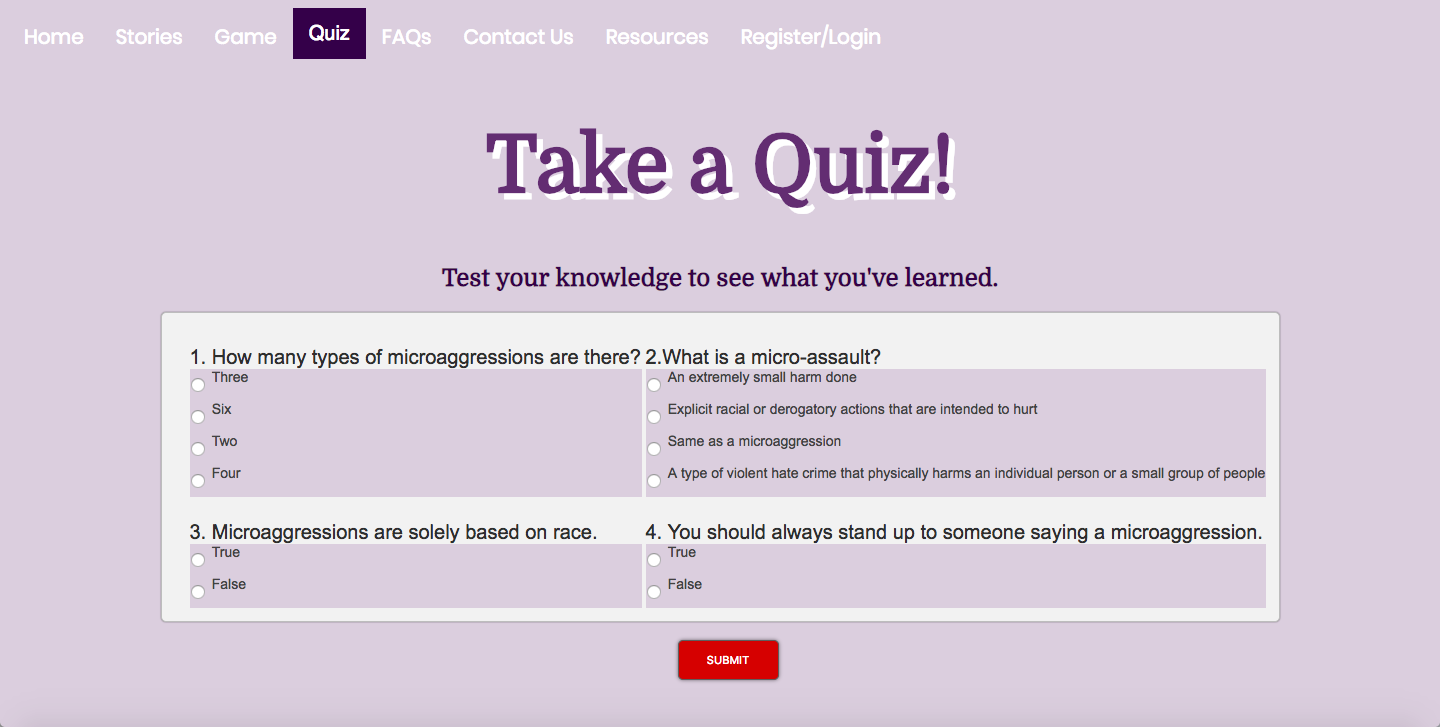 Home Stories Game Quiz FAQs Contact Us Resources Register/Login
Take a Quiz!
Test your knowledge to see what you've learned.
1. How many types of microaggressions are there?
Three
Six
Two
Four
2.What is a micro-assault?
An extremely small harm done
Explicit racial or derogatory actions that are intended to hurt
Same as a microaggression
A type of violent hate crime that physically harms an individual person or a small group of people
3. Microaggressions are solely based on race.
True
False
4. You should always stand up to someone saying a microaggression.
True
False
SUBMIT